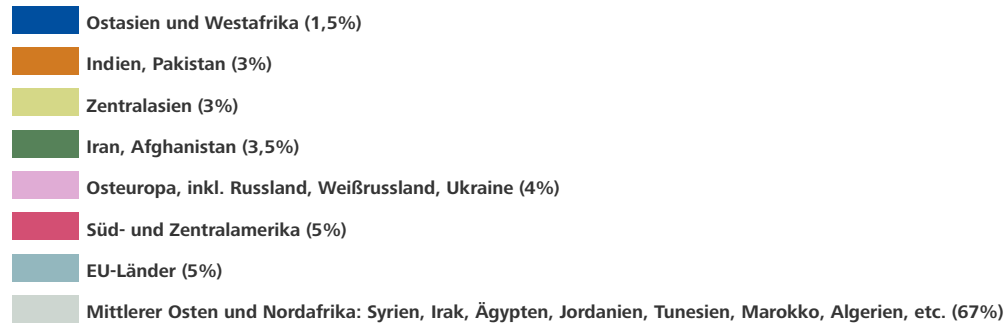 Ostasien und Westafrika (1,5%)
Indien, Pakistan (3%)
Zentralasien (3%)
Iran, Afghanistan (3,5%)
Osteuropa, inkl. Russland, Weißrussland, Ukraine (4%)
Süd- und Zentralamerika (5%)
EU-Länder (5%)
Mittlerer Osten und Nordafrika: Syrien, Irak, Ägypten, Jordanien, Tunesien, Marokko, Algerien, etc. (67%)